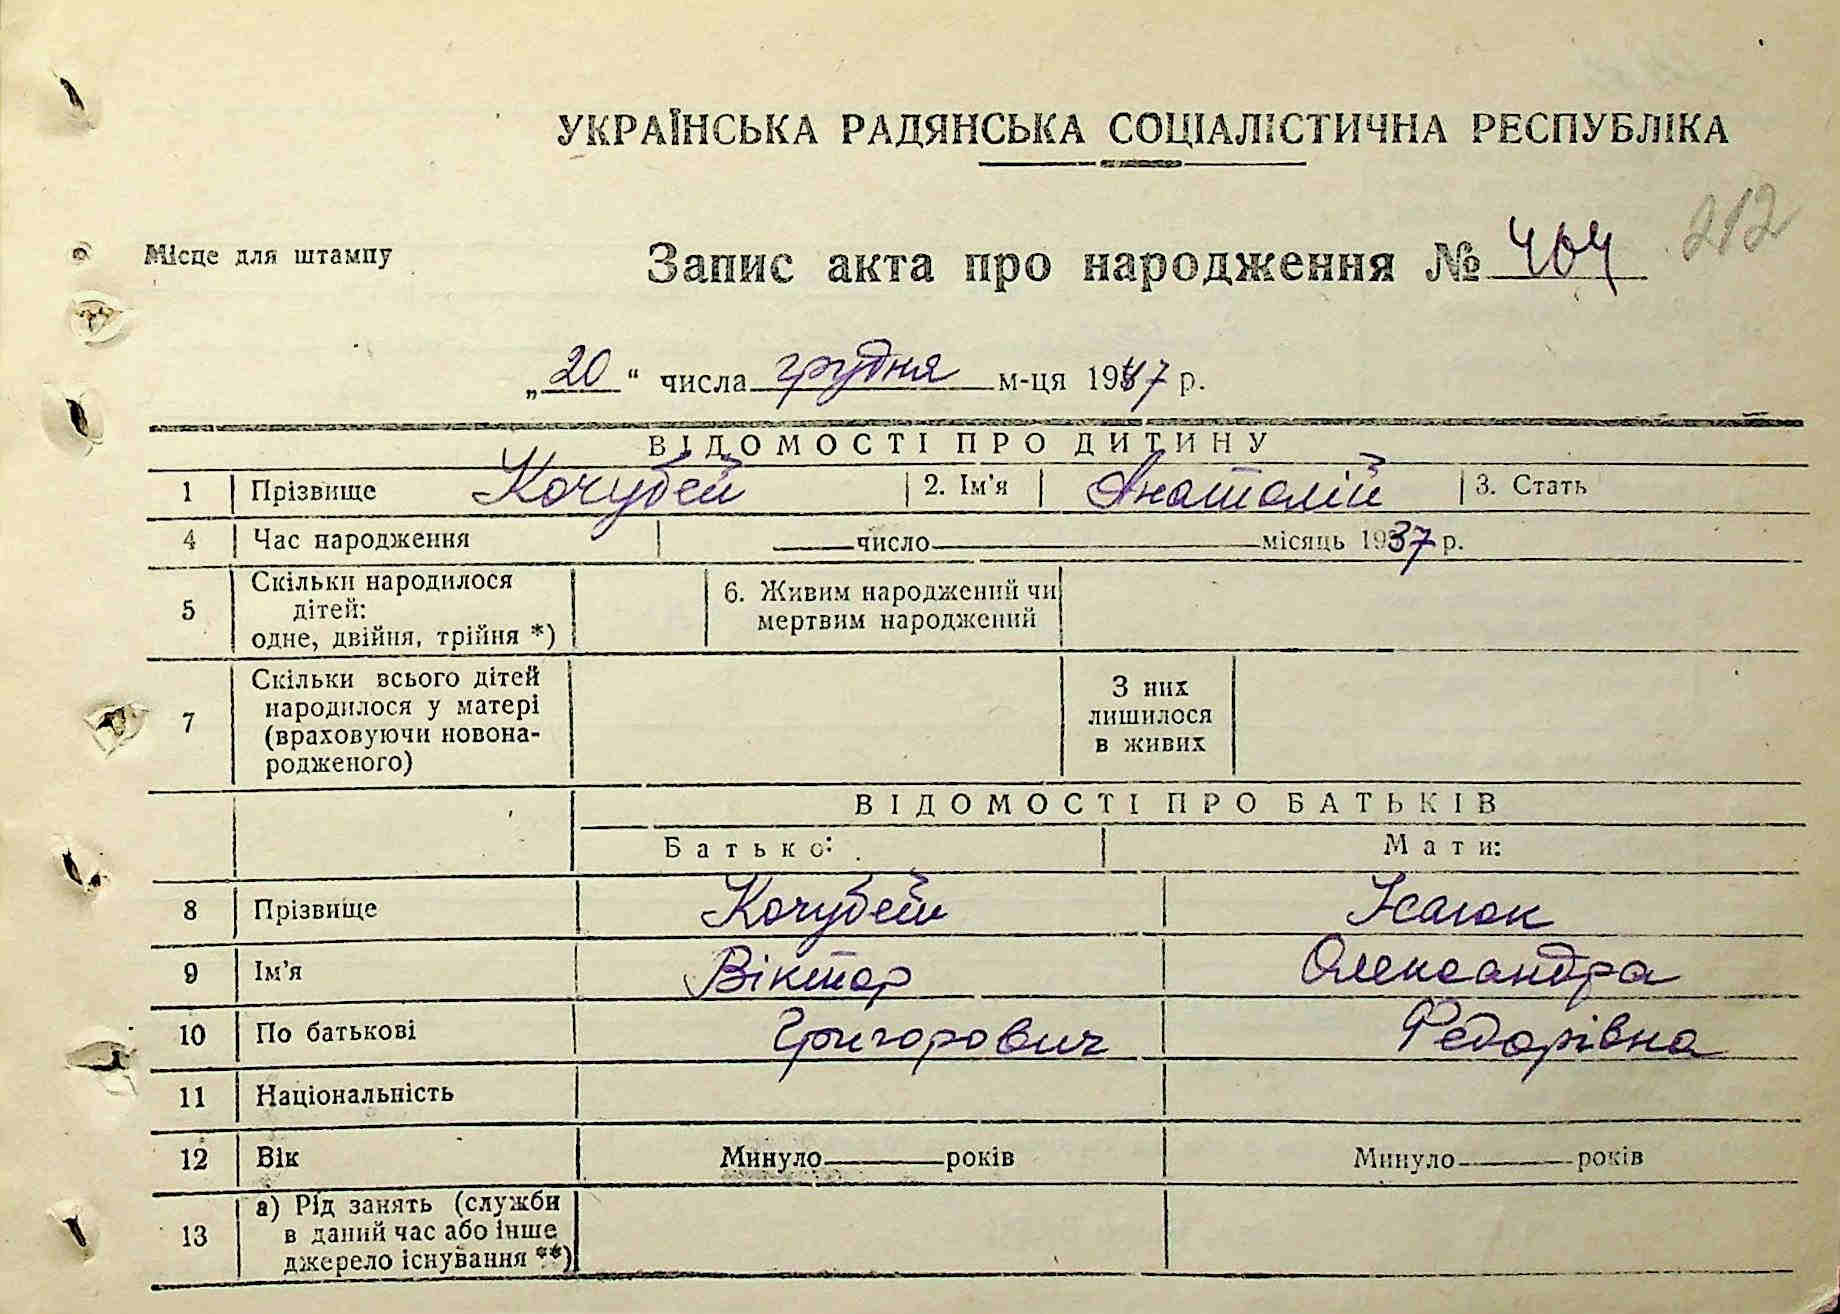 УКРАЇНСЬКА РАДЯНСЬКА СОЦІАЛІСТИЧНА РЕСПУБЛІКА
212
Місце для штампу
Запис акта про народження № 464
„20“ числа грудня м-ця 1947 р.
ВІДОМОСТІ ПРО ДИТИНУ
1 Прізвище Кочубей 2. Ім'я Анатолій 3. Стать
4 Час народження число місяць 1937 р.
5 Скільки народилося дітей: одне, двійня, трійня *) 6. Живим народжений чи мертвим народжений
7 Скільки всього дітей народилося у матері (враховуючи новона-родженого) З них лишилося в живих
ВІДОМОСТІ ПРО БАТЬКІВ
Батько: Мати:
8 Прізвище Кочубей Ісаюк
9 Ім'я Віктор Олександра
10 По батькові Григорович Федорівна
11 Національність
12 Вік Минуло років Минуло років
13 а) Рід занять (служби в даний час або інше джерело існування **)